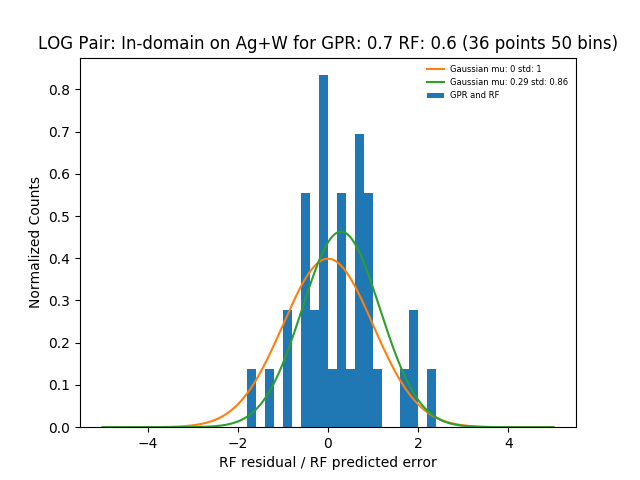 LOG Pair: In-domain on Ag+W for GPR: 0.7 RF: 0.6 (36 points 50 bins)
Gaussian mu: 0 std: 1
Gaussian mu: 0.29 std: 0.86
GPR and RF
Normalized Counts
0.8
0.7
0.6
0.5
0.4
0.3
0.2
0.1
0.0
−4 −2 0 2 4
RF residual / RF predicted error